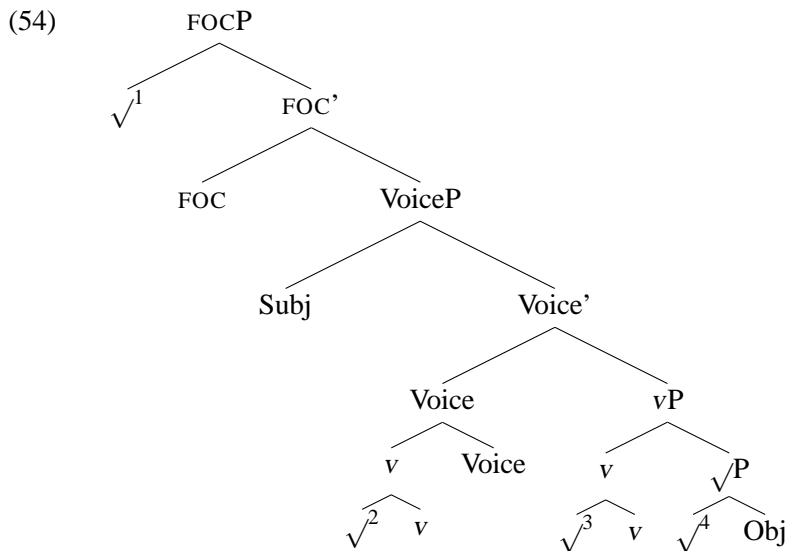 (54) FOCP
√1 FOC’
FOC VoiceP
Subj Voice’
Voice vP
v Voice v √P
√2 v √3 v √4 Obj